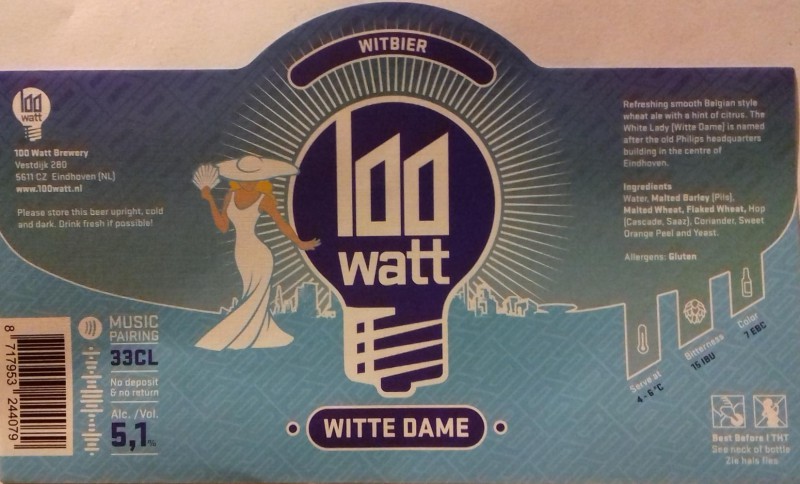 WITBIER
100
watt
100 Watt Brewery
Vestdijk 280
5611 CZ Eindhoven (NL)
www.100watt.nl
Please store this beer upright, cold
and dark. Drink fresh if possible!
100
watt
Refreshing smooth Belgian style
wheat ale with a hint of citrus. The
White Lady (Witte Dame) is named
after the old Philips headquarters
building in the centre of
Eindhoven.
Ingredients
Water, Malted Barley (Pils),
Malted Wheat, Flaked Wheat, Hop
(Cascade, Saaz), Coriander, Sweet
Orange Peel and Yeast.
Allergens: Gluten
8 717953 244079
MUSIC
PAIRING
33CL
No deposit
& no return
Alc. /Vol.
5,1%
WITTE DAME
Serve at
4 - 6 °C
Bitterness
15 IBU
Color
7 EBC
Best Before / THT
See neck of bottle
Zie hals fles